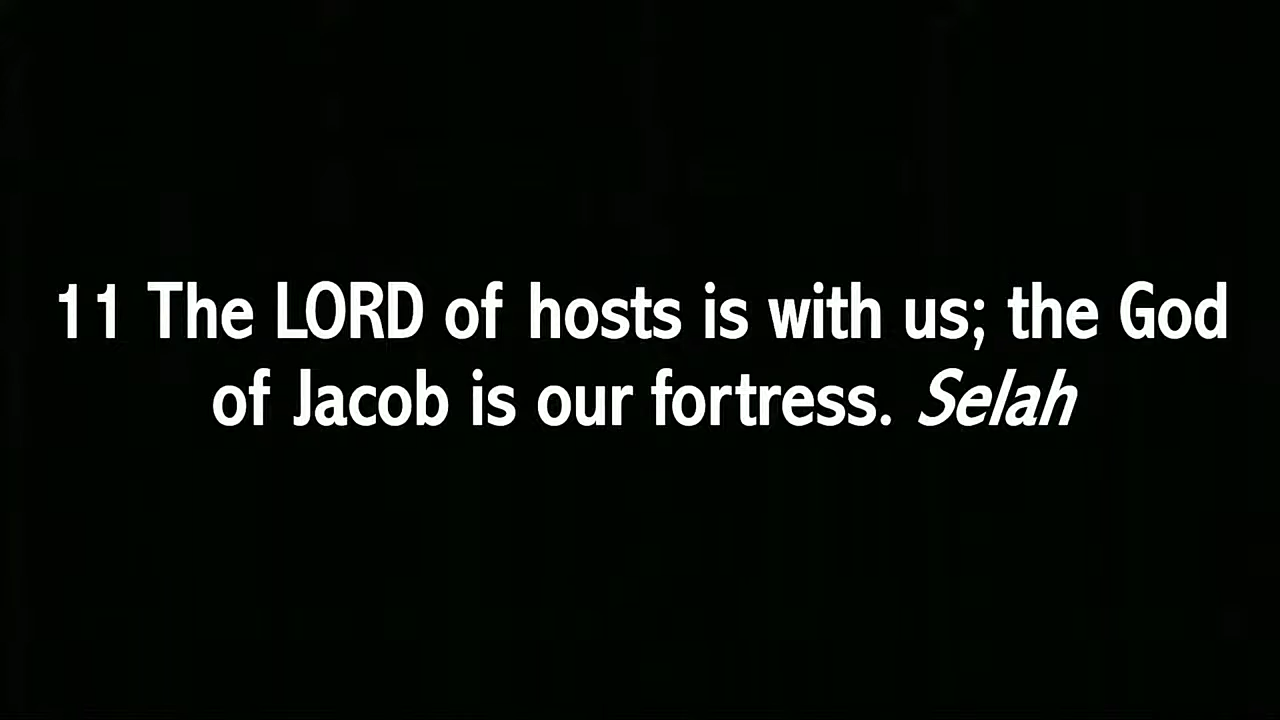 11 The LORD of hosts is with us; the God
of Jacob is our fortress. Selah